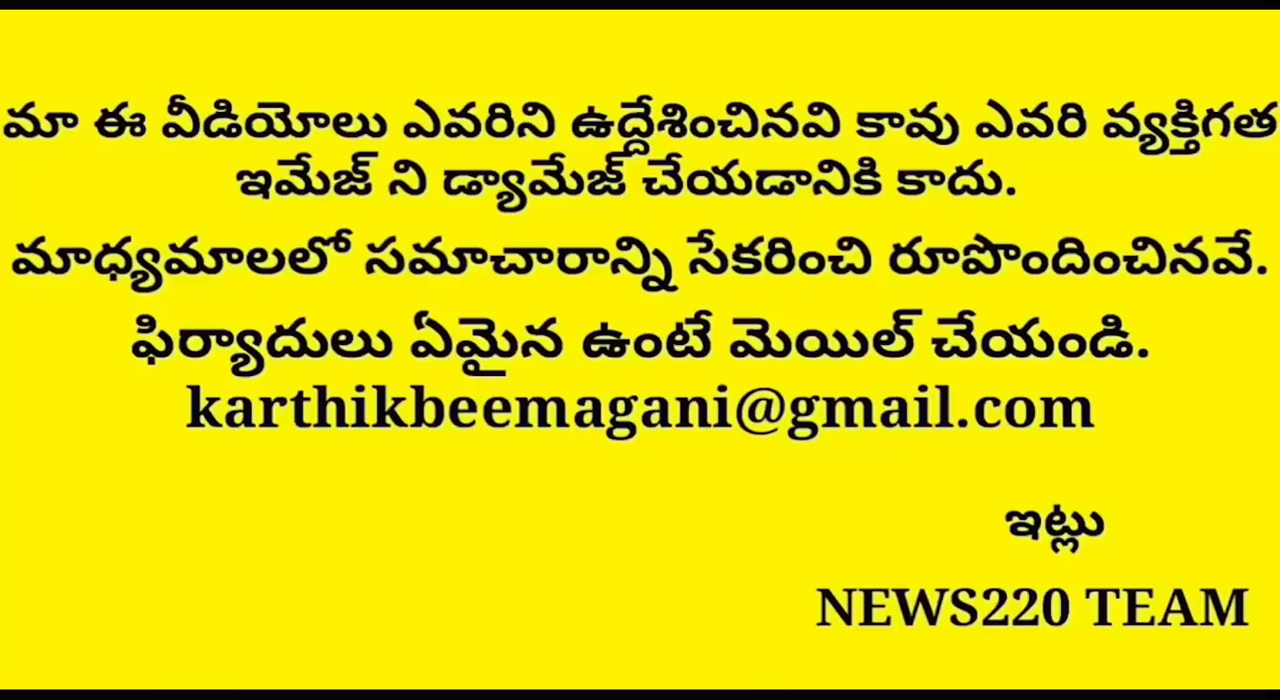 మా ఈ వీడియోలు ఎవరిని ఉద్దేశించినవి కావు ఎవరి వ్యక్తిగత
ఇమేజ్ ని డ్యామేజ్ చేయడానికి కాదు.
మాధ్యమాలలో సమాచారాన్ని సేకరించి రూపొందించినవే.
ఫిర్యాదులు ఏమైన ఉంటే మెయిల్ చేయండి.
karthikbeemagani@gmail.com
ఇట్లు
NEWS220 TEAM